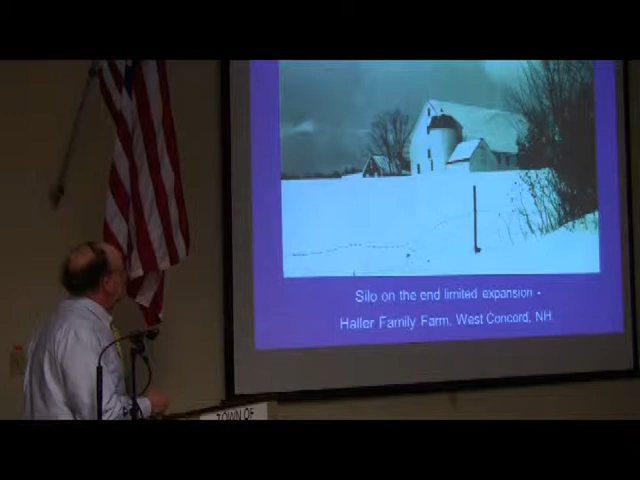 Silo on the end limited expansion -
Haller Family Farm, West Concord, NH
TOWN OF